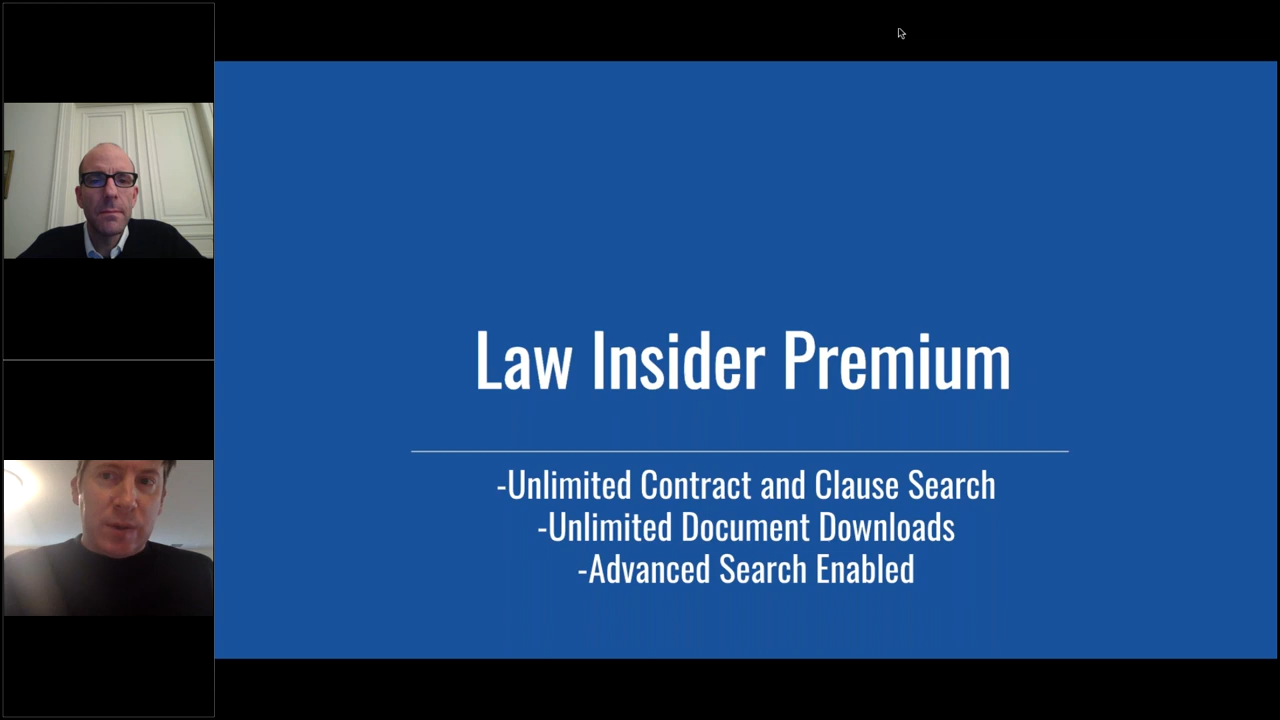 Law Insider Premium
-Unlimited Contract and Clause Search
-Unlimited Document Downloads
-Advanced Search Enabled